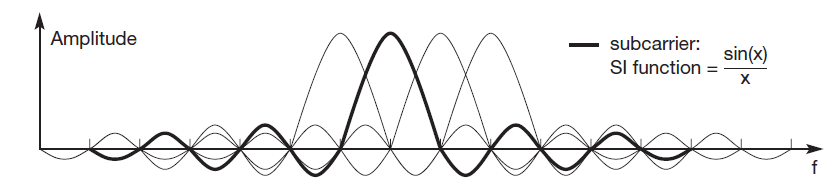 Amplitude
subcarrier:
SI function = sin(x)
x
f